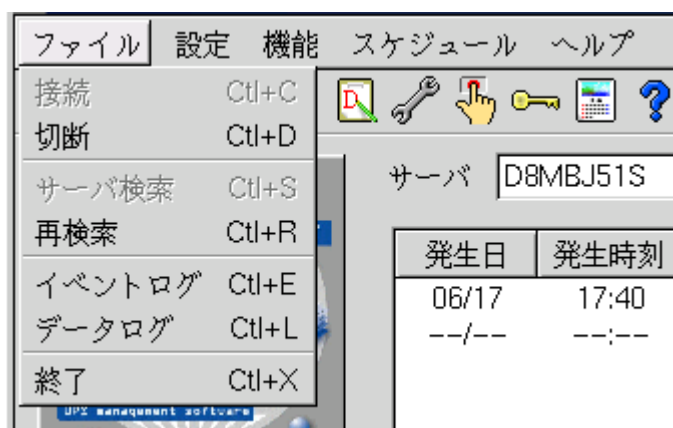 ファイル 設定 機能 スケジュール ヘルプ
接続 Ctl+C
切断 Ctl+D
サーバ検索 Ctl+S
再検索 Ctl+R
イベントログ Ctl+E
データログ Ctl+L
終了 Ctl+X
D
?
サーバ D8MBJ51S
発生日 発生時刻
06/17 17:40
--/-- --:--
UPS management software